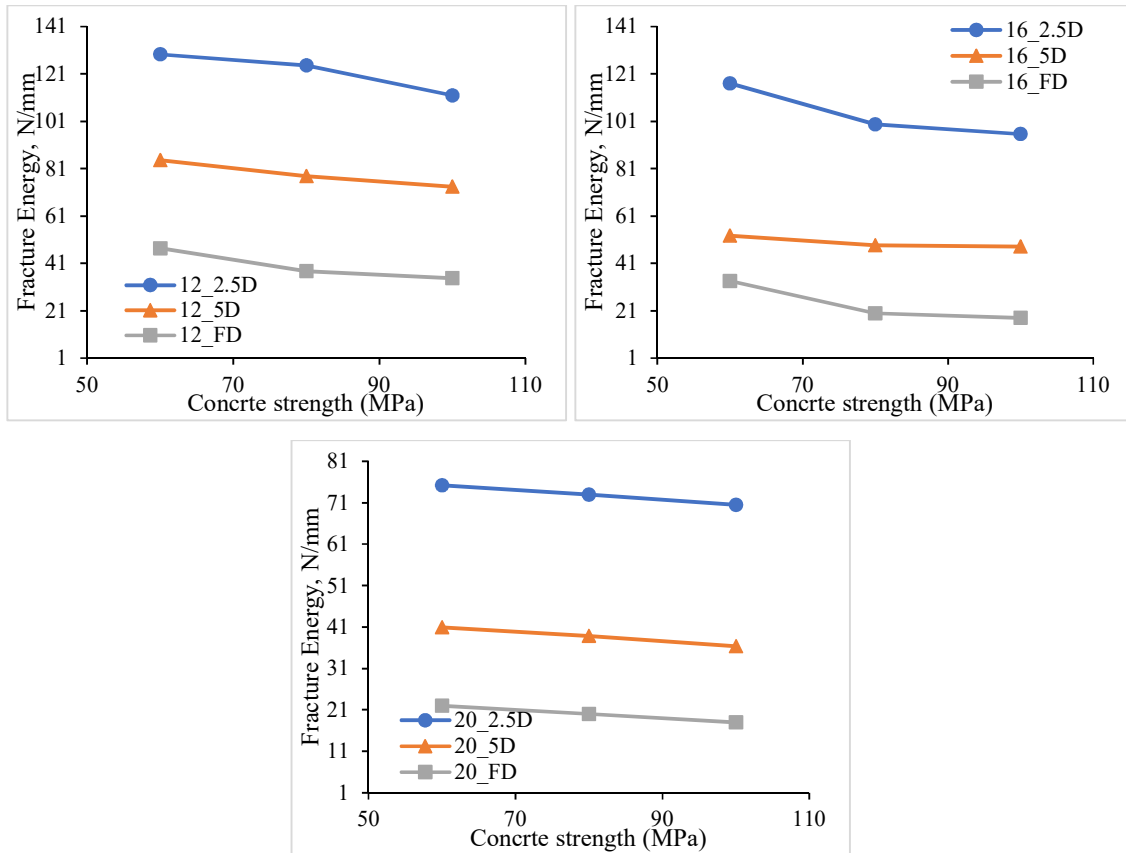 Fracture Energy, N/mm
141
121
101
81
61
41
21
1
12_2.5D
12_5D
12_FD
50 70 90 110
Concrte strength (MPa)
Fracture Energy, N/mm
141
121
101
81
61
41
21
1
16_2.5D
16_5D
16_FD
50 70 90 110
Concrte strength (MPa)
Fracture Energy, N/mm
81
71
61
51
41
31
21
11
1
20_2.5D
20_5D
20_FD
50 70 90 110
Concrte strength (MPa)